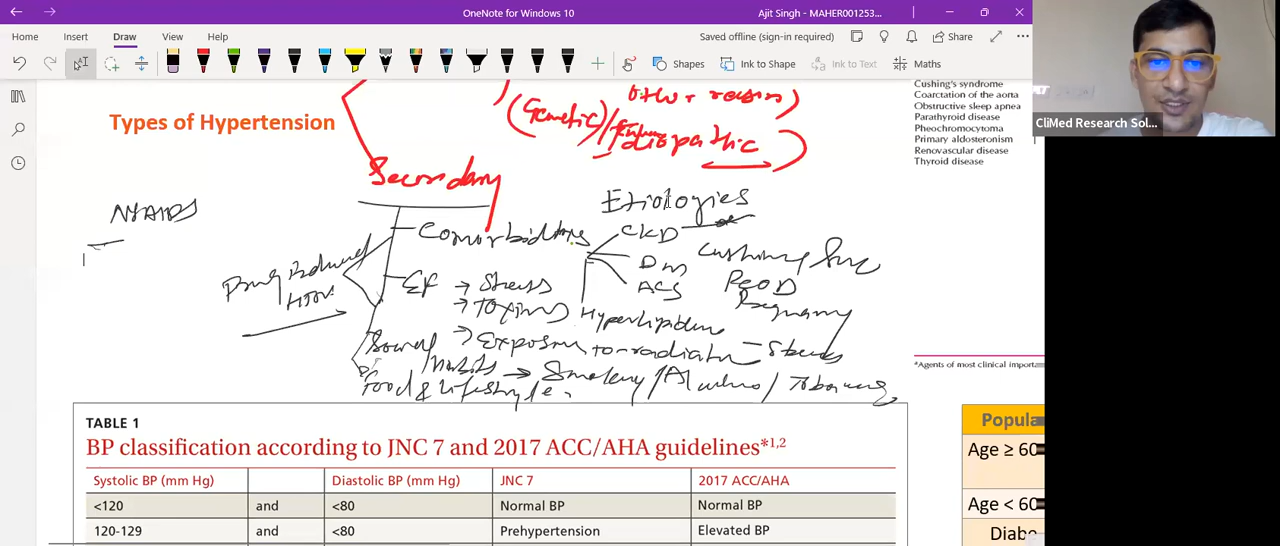 OneNote for Windows 10
Ajit Singh - MAHER001253...
Home Insert Draw View Help
Saved offline (sign-in required)
Share
Shapes
Ink to Shape
Ink to Text
Maths
Types of Hypertension
other reason)
(Genetic)/
Idiopathic
Secondary
NSAIDS
Etiologies
Comorbidities
CKD
Cushing
DM
ACS
PCOD
Pregnancy
Drug Induced
HTN
EF → Stress
→ Toxins
Hyperlipidemia
→ Exposure to radiation - Stress
Habits → Smoking /Alcohol / Tobacco
Food & Lifestyle
Cushing's syndrome
Coarctation of the aorta
Obstructive sleep apnea
Parathyroid disease
Pheochromocytoma
Primary aldosteronism
Renovascular disease
Thyroid disease
CliMed Research Sol...
*Agents of most clinical import
TABLE 1
BP classification according to JNC 7 and 2017 ACC/AHA guidelines*1,2
Systolic BP (mm Hg) Diastolic BP (mm Hg) JNC 7 2017 ACC/AHA
<120 and <80 Normal BP Normal BP
120-129 and <80 Prehypertension Elevated BP
Popula
Age ≥ 60
Age < 60
Diabe